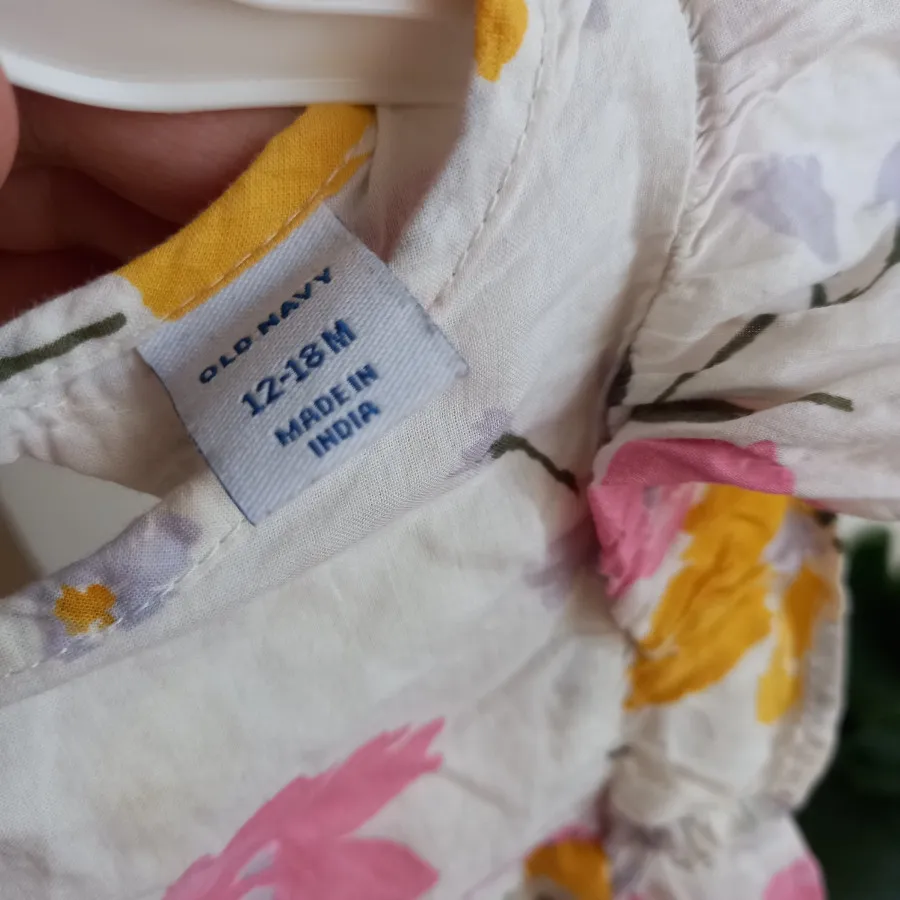 OLD NAVY
12-18 M
MADE IN
INDIA